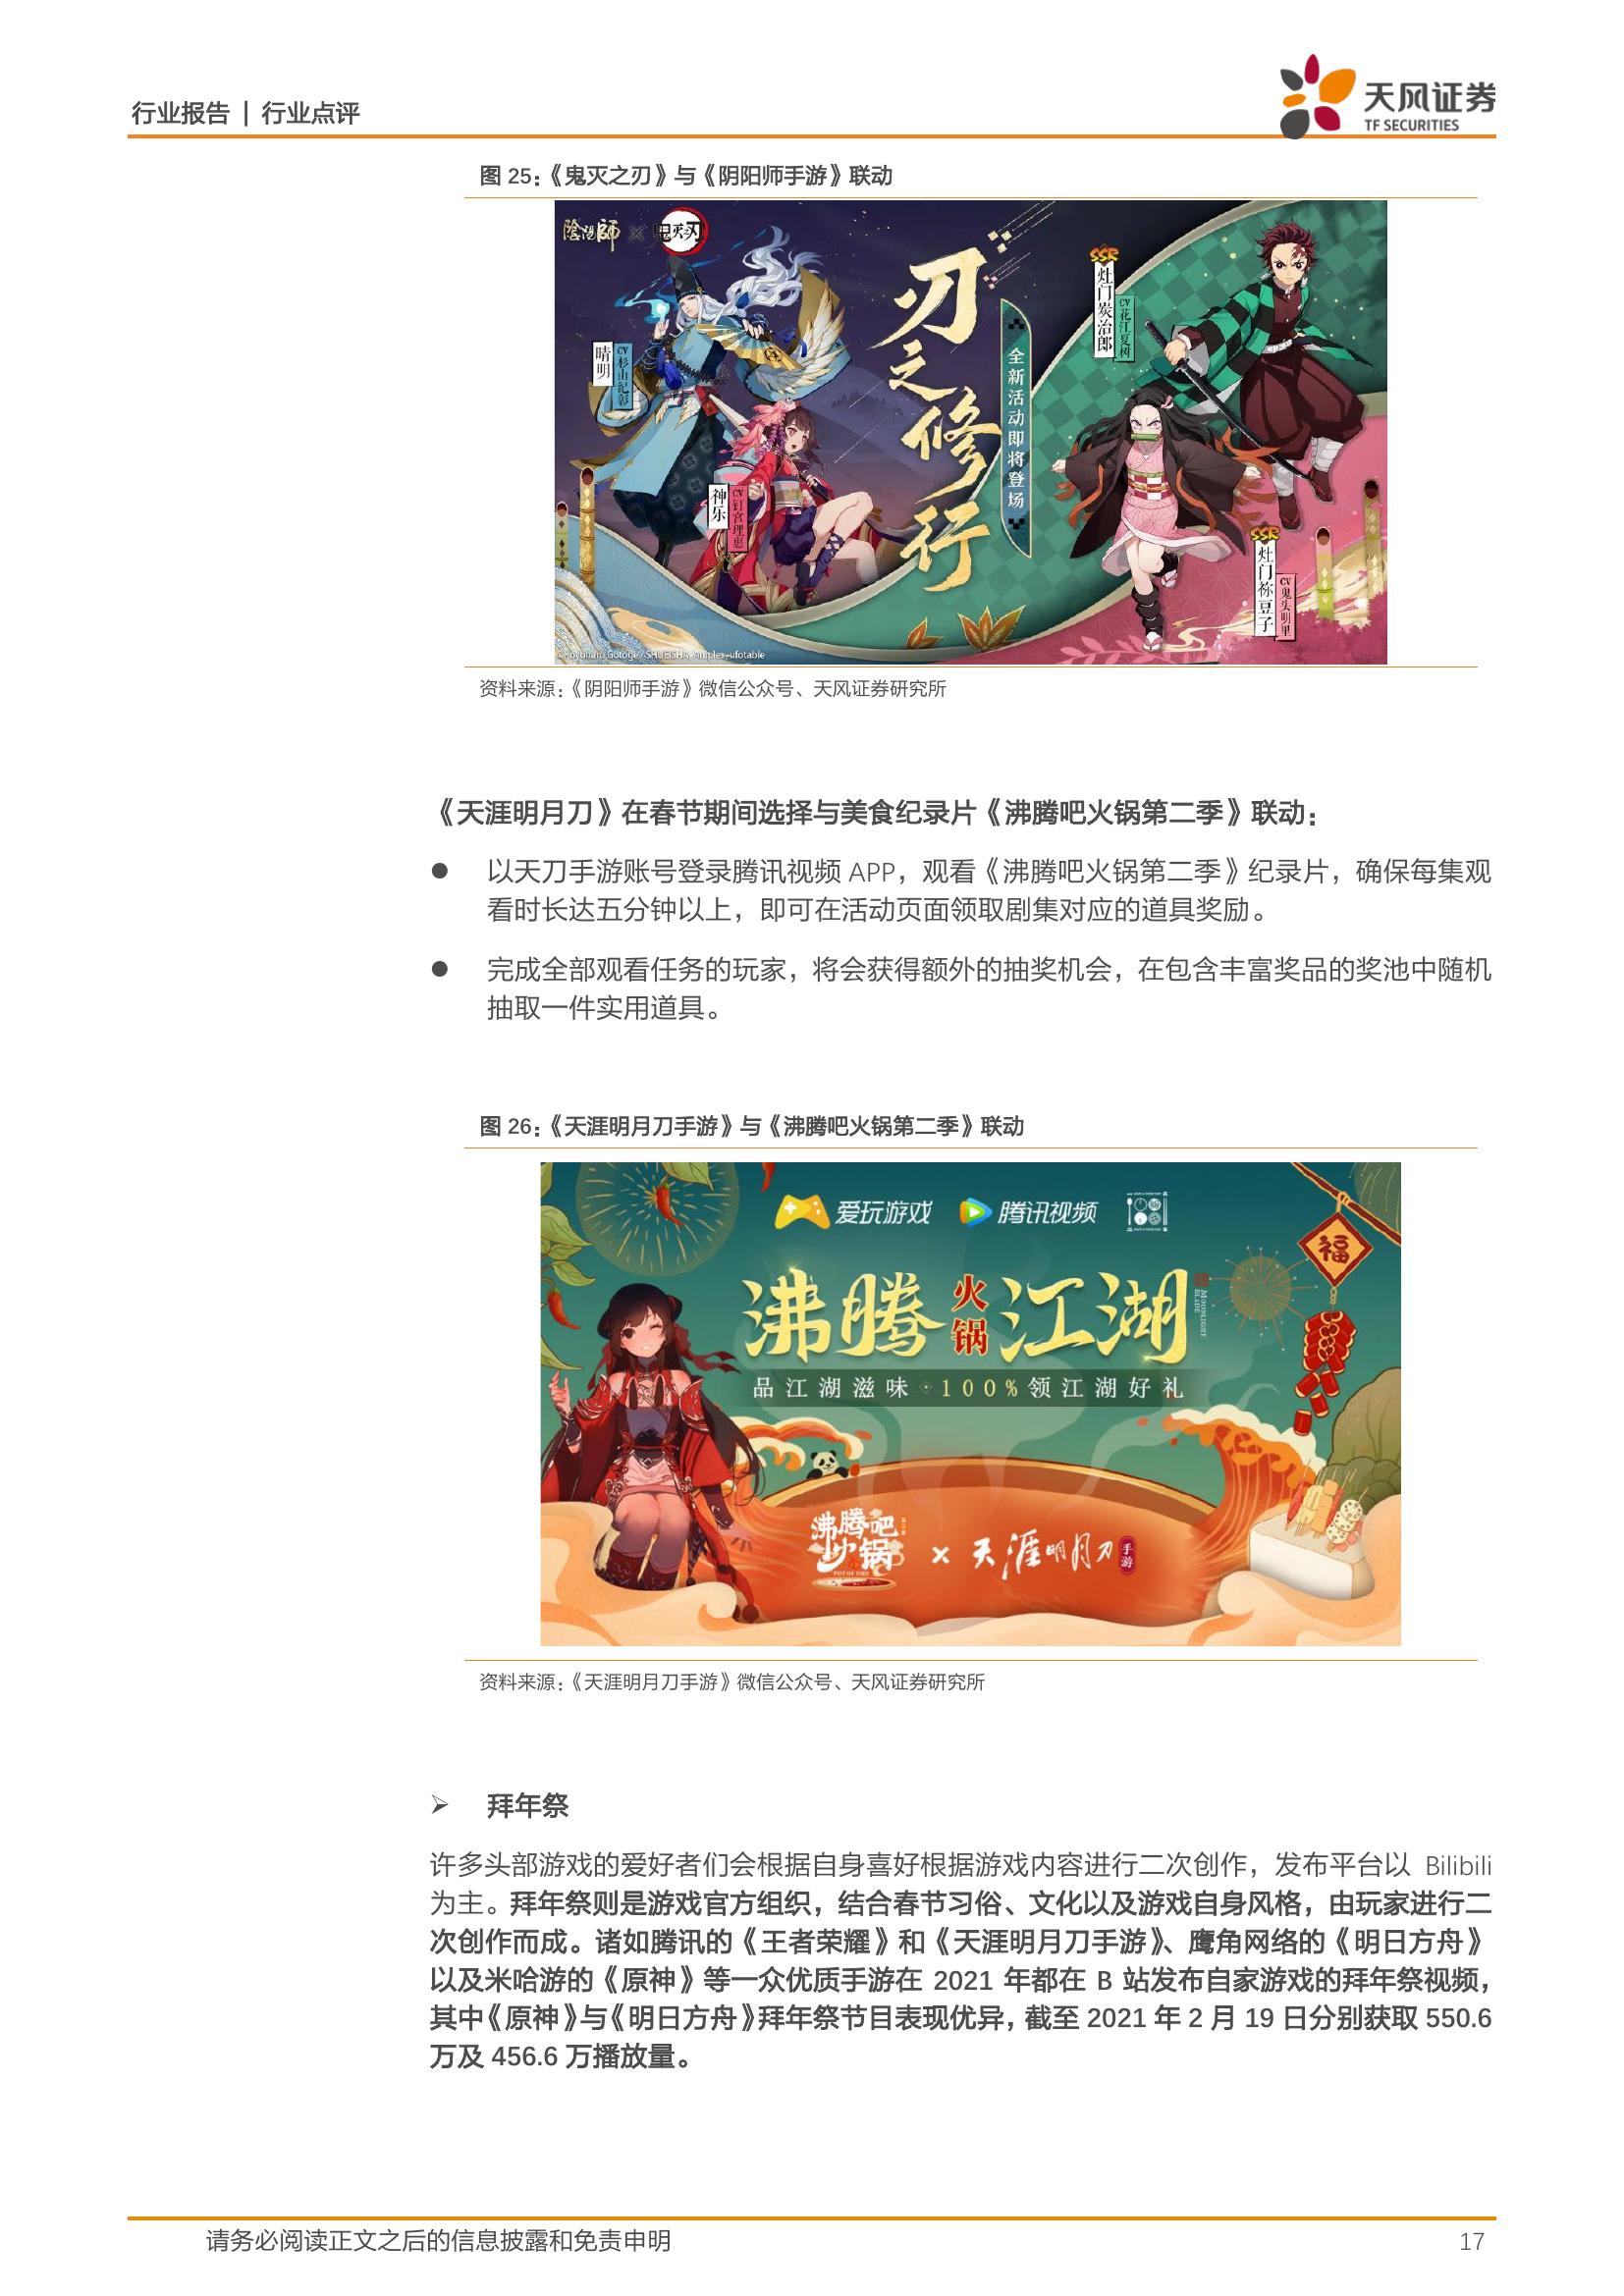 行业报告 | 行业点评
天风证券
TF SECURITIES
图 25：《鬼灭之刃》与《阴阳师手游》联动
陰陽師 × 鬼灭之刃
刃之修行
全新活动即将登场
晴明
CV 杉山纪彰
神乐
CV 钉宫理惠
SSR
灶门炭治郎
CV 花江夏树
SSR
灶门祢豆子
CV 鬼头明里
©Koyoharu Gotoge / SHUEISHA, Aniplex, ufotable
资料来源：《阴阳师手游》微信公众号、天风证券研究所
《天涯明月刀》在春节期间选择与美食纪录片《沸腾吧火锅第二季》联动：
● 以天刀手游账号登录腾讯视频 APP，观看《沸腾吧火锅第二季》纪录片，确保每集观
看时长达五分钟以上，即可在活动页面领取剧集对应的道具奖励。
● 完成全部观看任务的玩家，将会获得额外的抽奖机会，在包含丰富奖品的奖池中随机
抽取一件实用道具。
图 26：《天涯明月刀手游》与《沸腾吧火锅第二季》联动
爱玩游戏 腾讯视频
福
沸腾火锅江湖
MOONLIGHT BLADE
品江湖滋味·100%领江湖好礼
沸腾吧火锅 × 天涯明月刀 手游
资料来源：《天涯明月刀手游》微信公众号、天风证券研究所
➢ 拜年祭
许多头部游戏的爱好者们会根据自身喜好根据游戏内容进行二次创作，发布平台以 Bilibili
为主。拜年祭则是游戏官方组织，结合春节习俗、文化以及游戏自身风格，由玩家进行二
次创作而成。诸如腾讯的《王者荣耀》和《天涯明月刀手游》、鹰角网络的《明日方舟》
以及米哈游的《原神》等一众优质手游在 2021 年都在 B 站发布自家游戏的拜年祭视频，
其中《原神》与《明日方舟》拜年祭节目表现优异，截至 2021 年 2 月 19 日分别获取 550.6
万及 456.6 万播放量。
请务必阅读正文之后的信息披露和免责申明
17